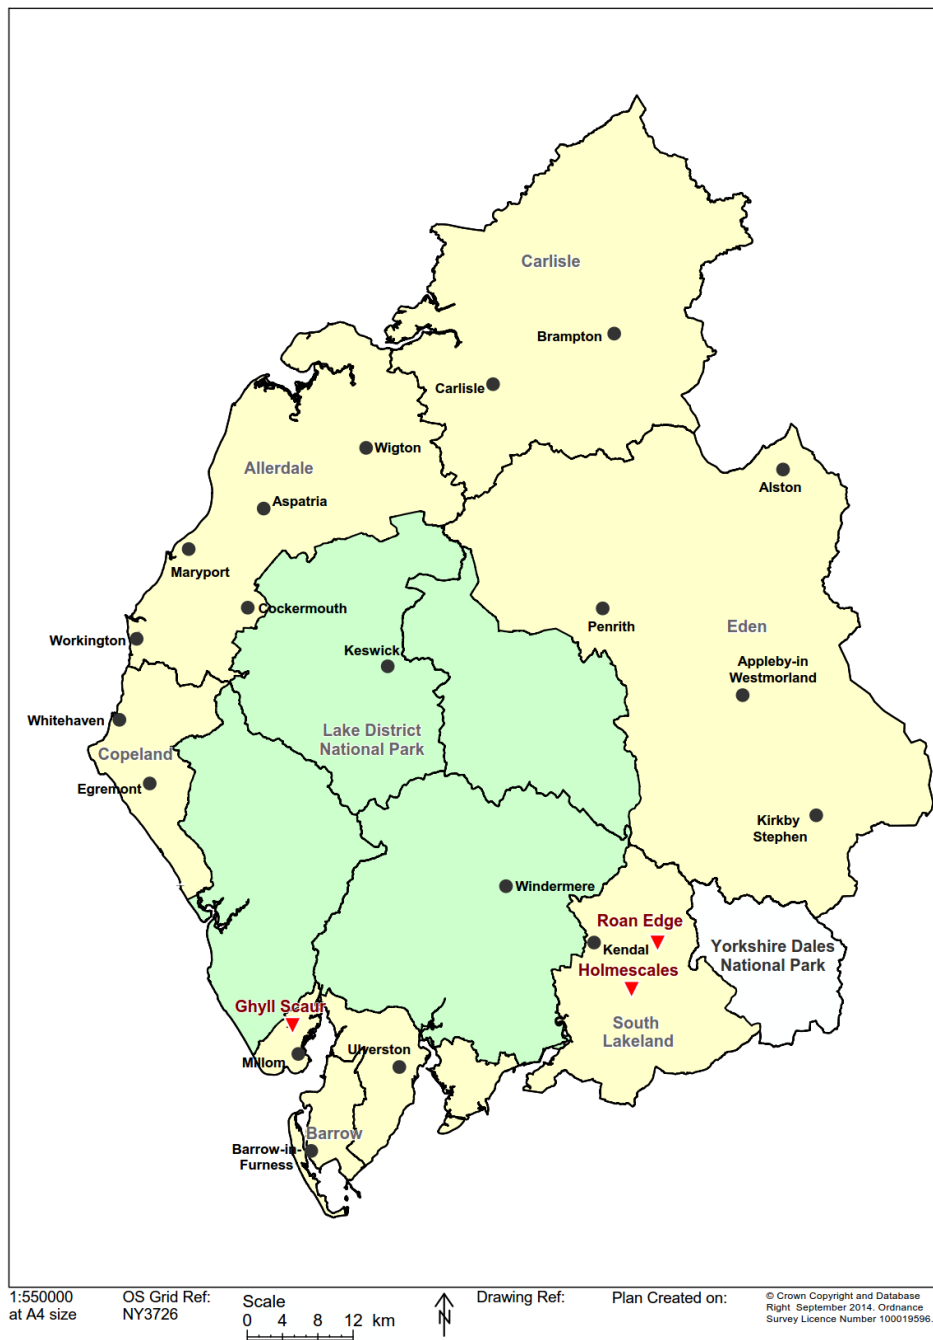 Carlisle
Brampton
Carlisle
Wigton
Allerdale
Alston
Aspatria
Maryport
Cockermouth
Penrith
Eden
Workington
Keswick
Appleby-in
Westmorland
Whitehaven
Lake District
National Park
Copeland
Egremont
Kirkby
Stephen
Windermere
Roan Edge
Kendal
Yorkshire Dales
National Park
Holmescales
Ghyll Scaur
South
Lakeland
Ulverston
Millom
Barrow
Barrow-in-
Furness
1:550000
at A4 size
OS Grid Ref:
NY3726
Scale
0 4 8 12 km
N
Drawing Ref:
Plan Created on:
© Crown Copyright and Database
Right September 2014. Ordnance
Survey Licence Number 100019596.